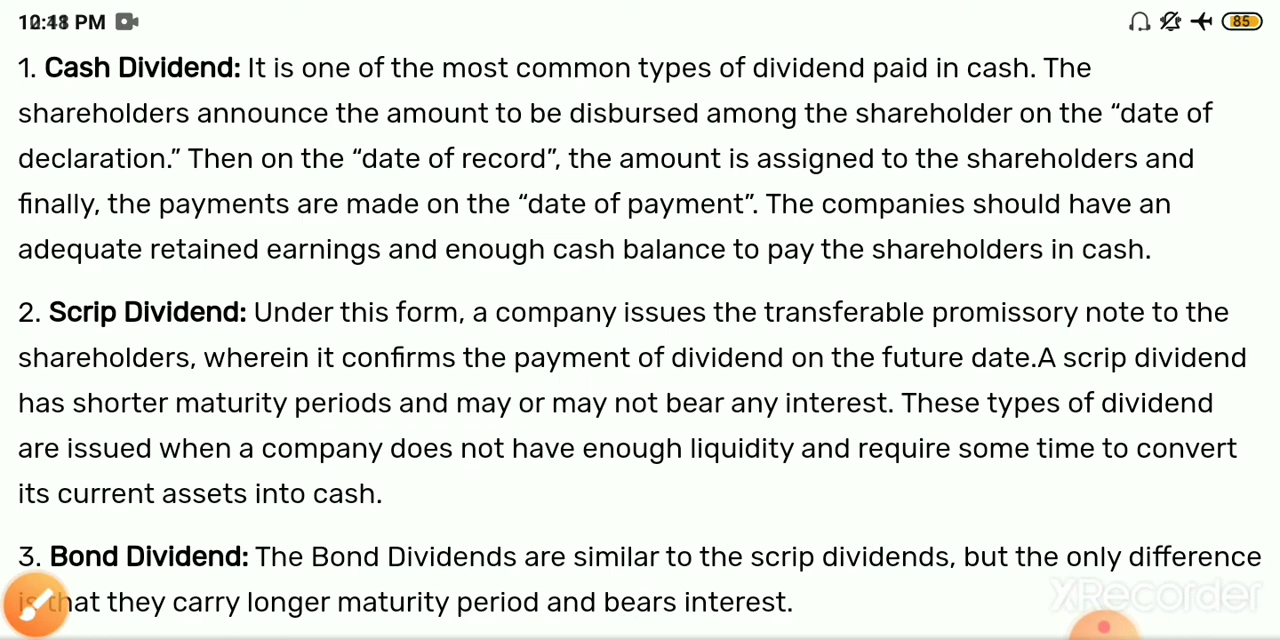 PM
85
1. Cash Dividend: It is one of the most common types of dividend paid in cash. The
shareholders announce the amount to be disbursed among the shareholder on the “date of
declaration.” Then on the “date of record”, the amount is assigned to the shareholders and
finally, the payments are made on the “date of payment”. The companies should have an
adequate retained earnings and enough cash balance to pay the shareholders in cash.
2. Scrip Dividend: Under this form, a company issues the transferable promissory note to the
shareholders, wherein it confirms the payment of dividend on the future date.A scrip dividend
has shorter maturity periods and may or may not bear any interest. These types of dividend
are issued when a company does not have enough liquidity and require some time to convert
its current assets into cash.
3. Bond Dividend: The Bond Dividends are similar to the scrip dividends, but the only difference
is that they carry longer maturity period and bears interest.
XRecorder